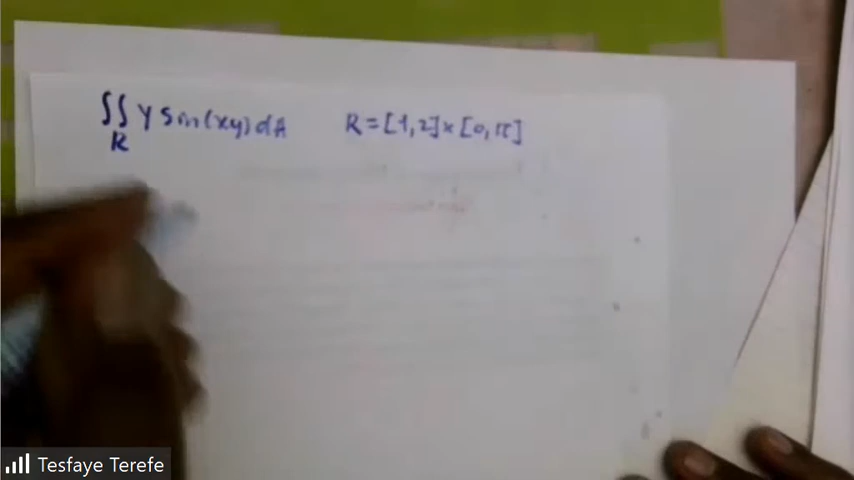 ∬_R y sin(xy) dA R = [1,2] × [0,π]
Tesfaye Terefe